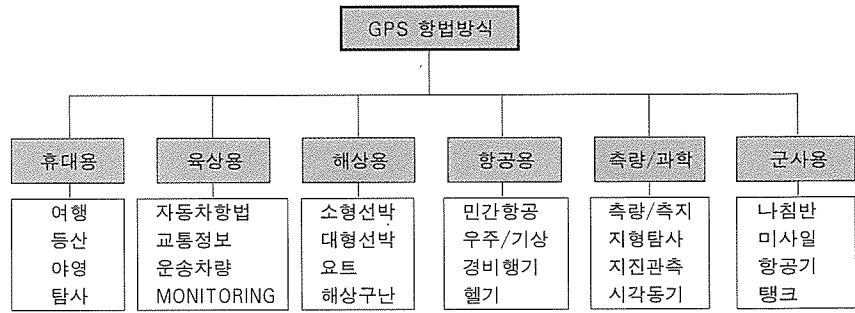 GPS 항법방식
휴대용
육상용
해상용
항공용
측량/과학
군사용
여행
등산
야영
탐사
자동차항법
교통정보
운송차량
MONITORING
소형선박
대형선박
요트
해상구난
민간항공
우주/기상
경비행기
헬기
측량/측지
지형탐사
지진관측
시각동기
나침반
미사일
항공기
탱크